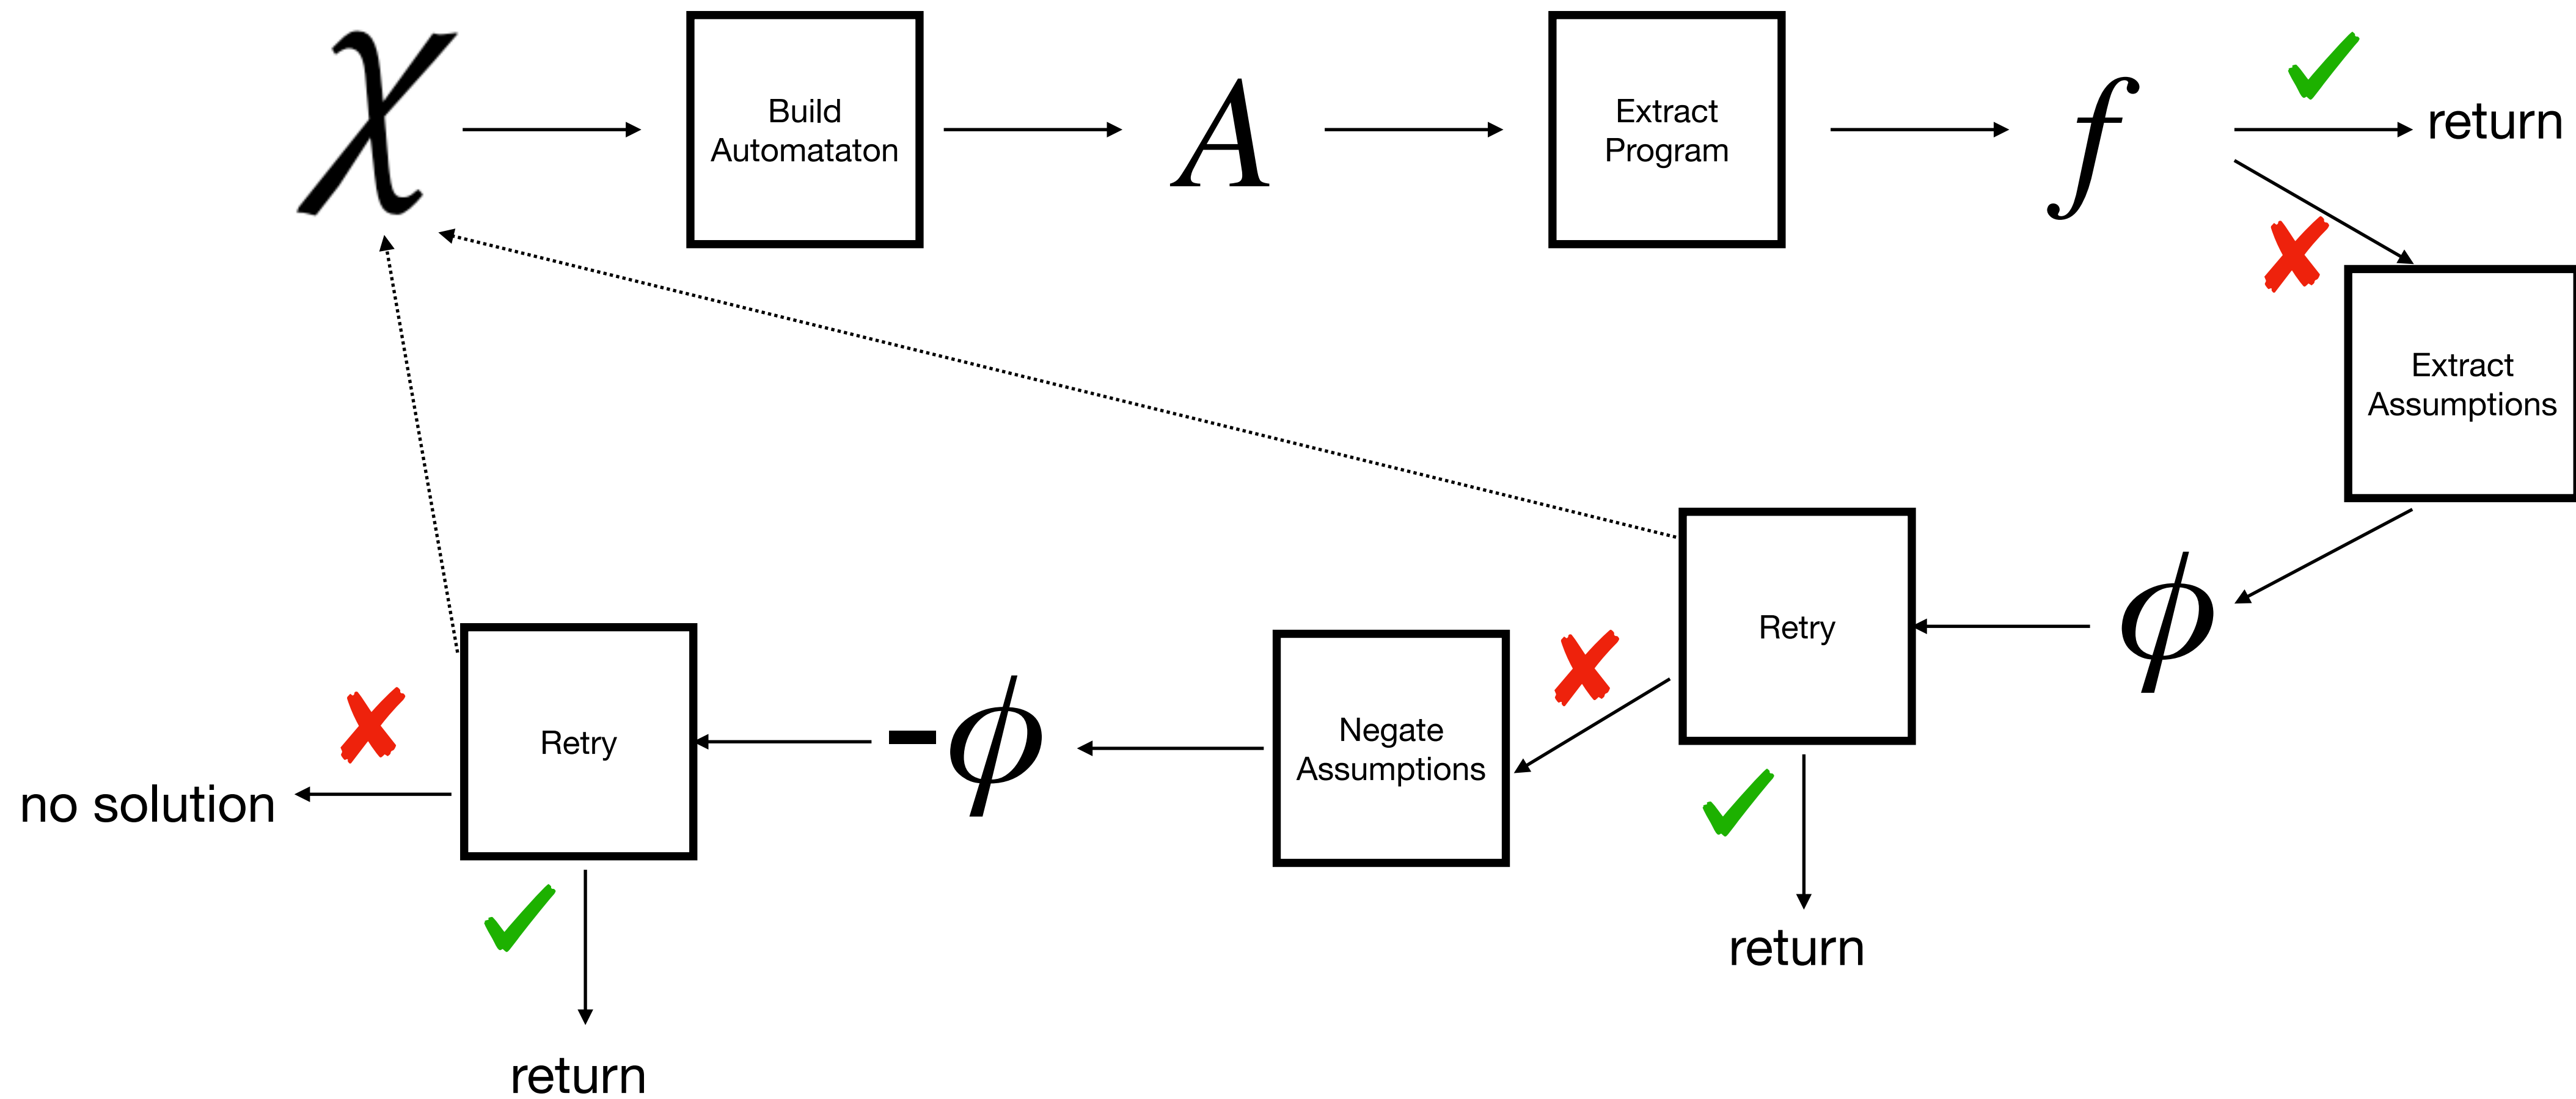 χ
Build
Automataton
A
Extract
Program
f
return
Extract
Assumptions
ϕ
Retry
Negate
Assumptions
-ϕ
Retry
no solution
return
return